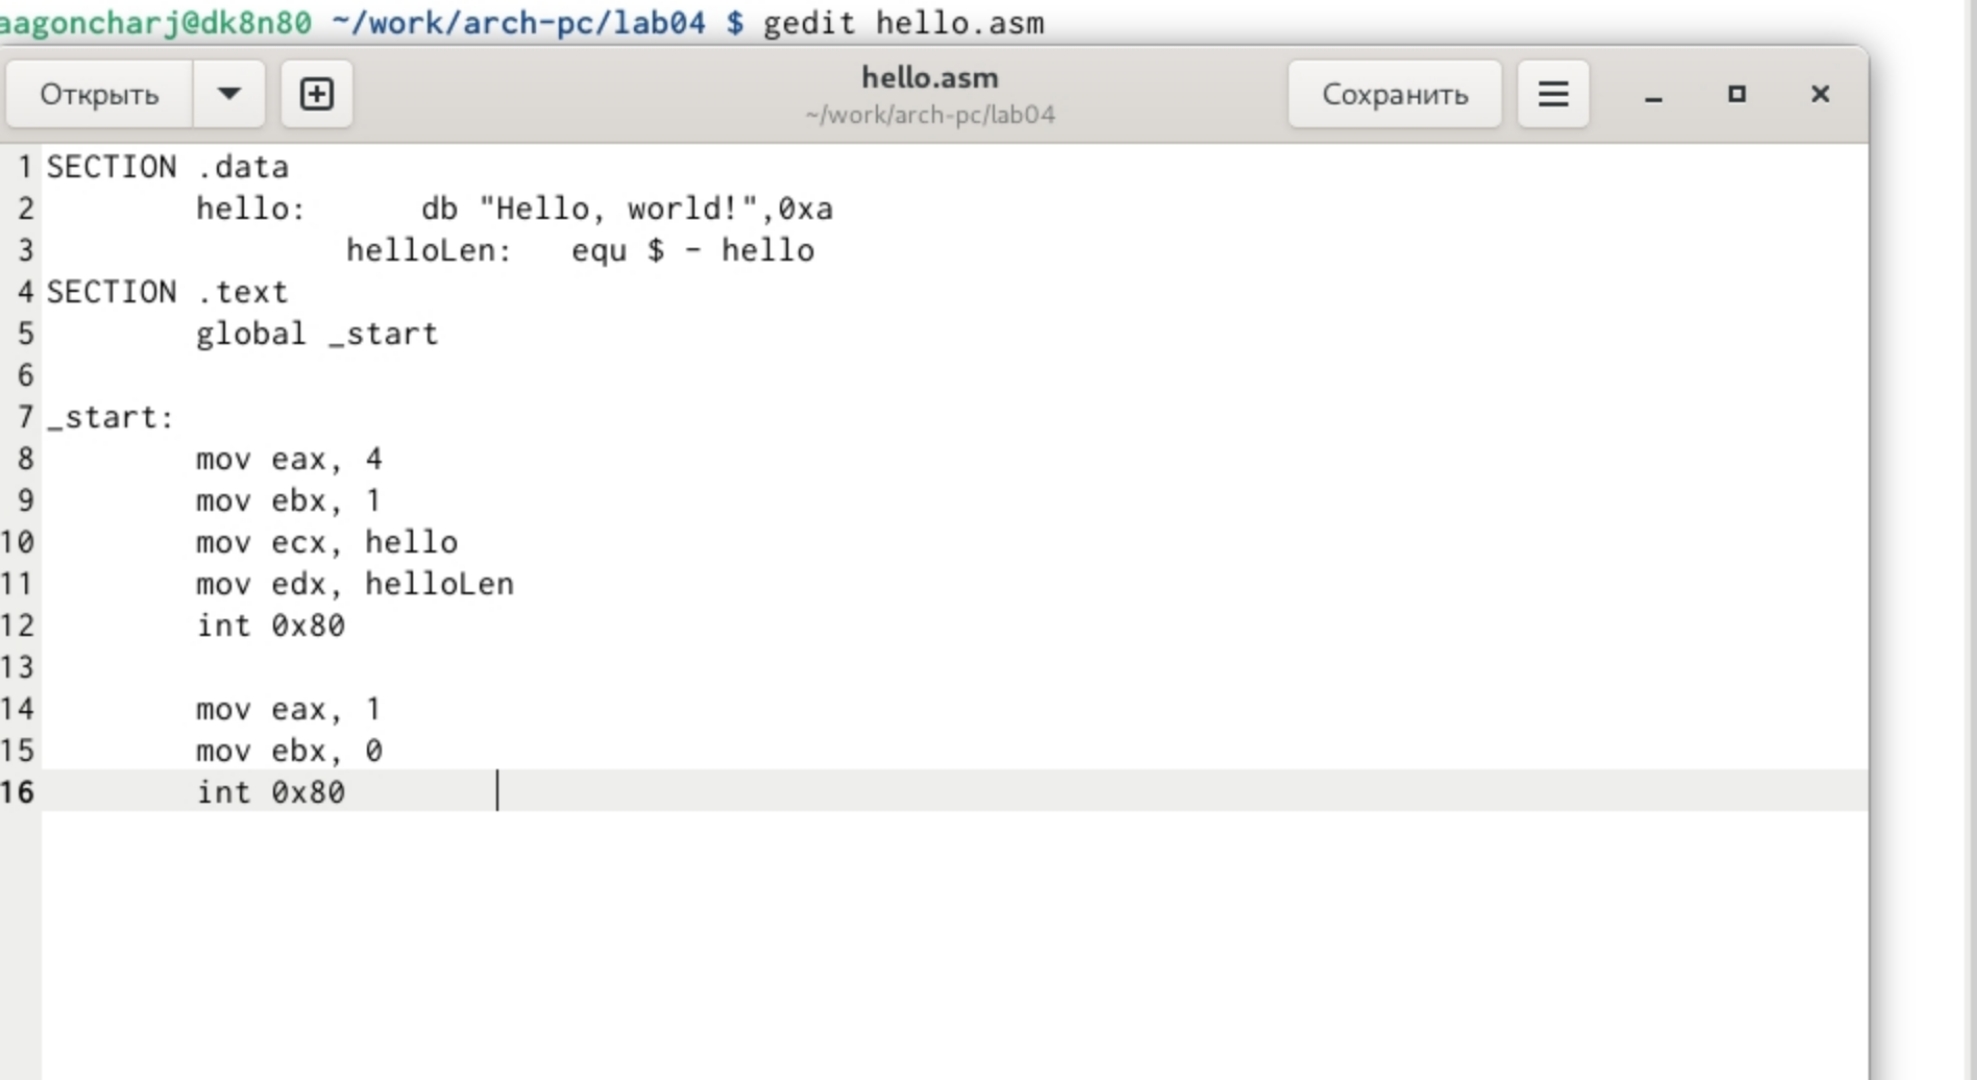 aagoncharj@dk8n80 ~/work/arch-pc/lab04 $ gedit hello.asm
Открыть hello.asm Сохранить
~/work/arch-pc/lab04
1 SECTION .data
2 hello: db "Hello, world!",0xa
3 helloLen: equ $ - hello
4 SECTION .text
5 global _start
6
7 _start:
8 mov eax, 4
9 mov ebx, 1
10 mov ecx, hello
11 mov edx, helloLen
12 int 0x80
13
14 mov eax, 1
15 mov ebx, 0
16 int 0x80